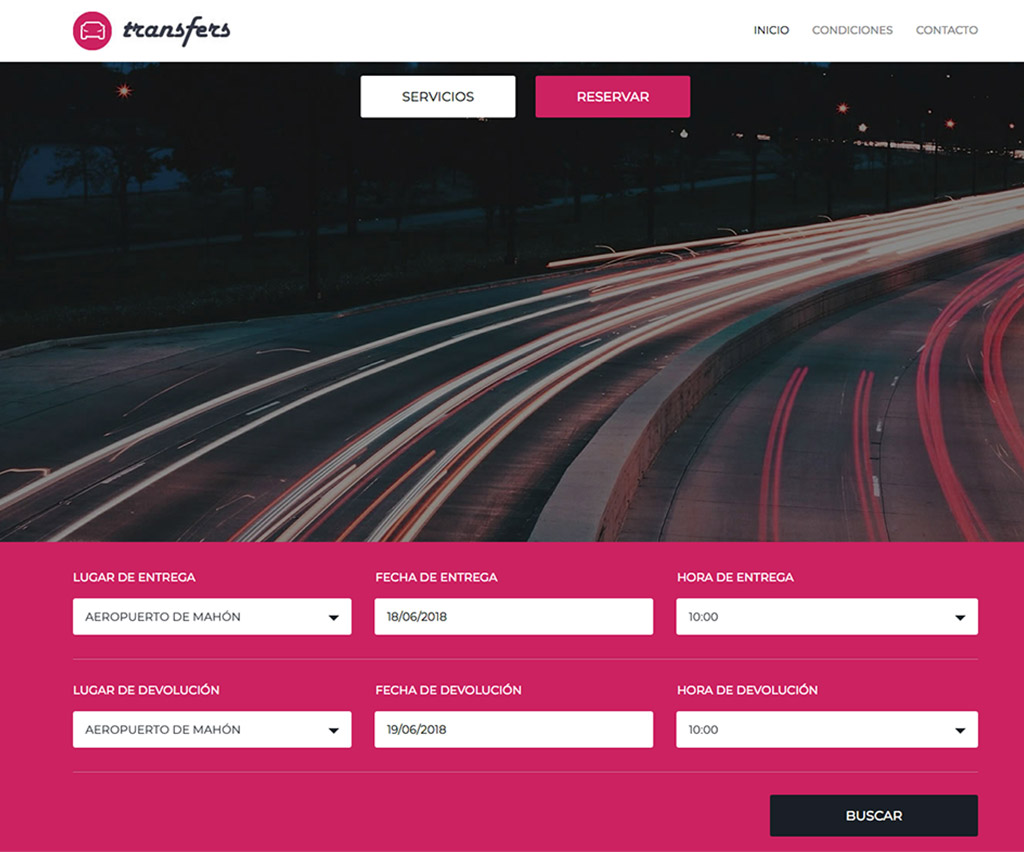 transfers
INICIO CONDICIONES CONTACTO
SERVICIOS RESERVAR
LUGAR DE ENTREGA FECHA DE ENTREGA HORA DE ENTREGA
AEROPUERTO DE MAHÓN 18/06/2018 10:00
LUGAR DE DEVOLUCIÓN FECHA DE DEVOLUCIÓN HORA DE DEVOLUCIÓN
AEROPUERTO DE MAHÓN 19/06/2018 10:00
BUSCAR